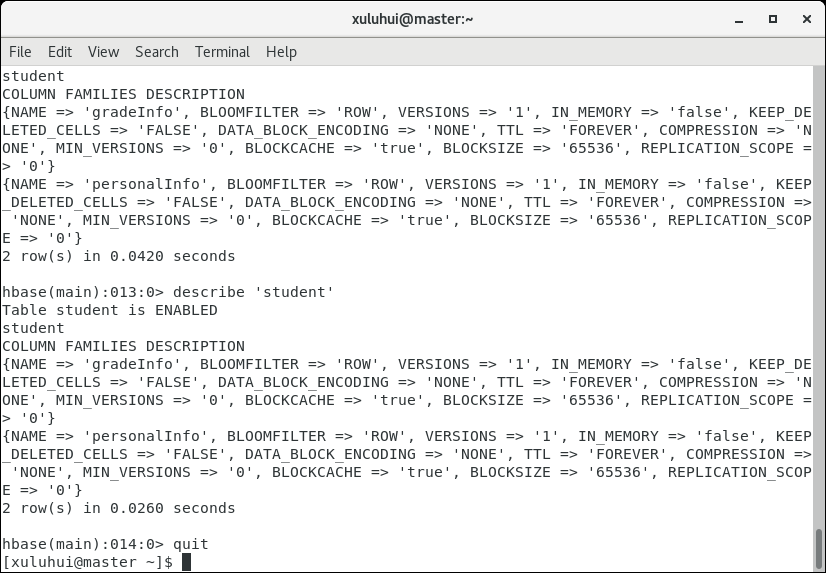 xuluhui@master:~
File Edit View Search Terminal Help
student
COLUMN FAMILIES DESCRIPTION
{NAME => 'gradeInfo', BLOOMFILTER => 'ROW', VERSIONS => '1', IN_MEMORY => 'false', KEEP_DE
LETED_CELLS => 'FALSE', DATA_BLOCK_ENCODING => 'NONE', TTL => 'FOREVER', COMPRESSION => 'N
ONE', MIN_VERSIONS => '0', BLOCKCACHE => 'true', BLOCKSIZE => '65536', REPLICATION_SCOPE =
> '0'}
{NAME => 'personalInfo', BLOOMFILTER => 'ROW', VERSIONS => '1', IN_MEMORY => 'false', KEEP
_DELETED_CELLS => 'FALSE', DATA_BLOCK_ENCODING => 'NONE', TTL => 'FOREVER', COMPRESSION =>
 'NONE', MIN_VERSIONS => '0', BLOCKCACHE => 'true', BLOCKSIZE => '65536', REPLICATION_SCOP
E => '0'}
2 row(s) in 0.0420 seconds

hbase(main):013:0> describe 'student'
Table student is ENABLED
student
COLUMN FAMILIES DESCRIPTION
{NAME => 'gradeInfo', BLOOMFILTER => 'ROW', VERSIONS => '1', IN_MEMORY => 'false', KEEP_DE
LETED_CELLS => 'FALSE', DATA_BLOCK_ENCODING => 'NONE', TTL => 'FOREVER', COMPRESSION => 'N
ONE', MIN_VERSIONS => '0', BLOCKCACHE => 'true', BLOCKSIZE => '65536', REPLICATION_SCOPE =
> '0'}
{NAME => 'personalInfo', BLOOMFILTER => 'ROW', VERSIONS => '1', IN_MEMORY => 'false', KEEP
_DELETED_CELLS => 'FALSE', DATA_BLOCK_ENCODING => 'NONE', TTL => 'FOREVER', COMPRESSION =>
 'NONE', MIN_VERSIONS => '0', BLOCKCACHE => 'true', BLOCKSIZE => '65536', REPLICATION_SCOP
E => '0'}
2 row(s) in 0.0260 seconds

hbase(main):014:0> quit
[xuluhui@master ~]$